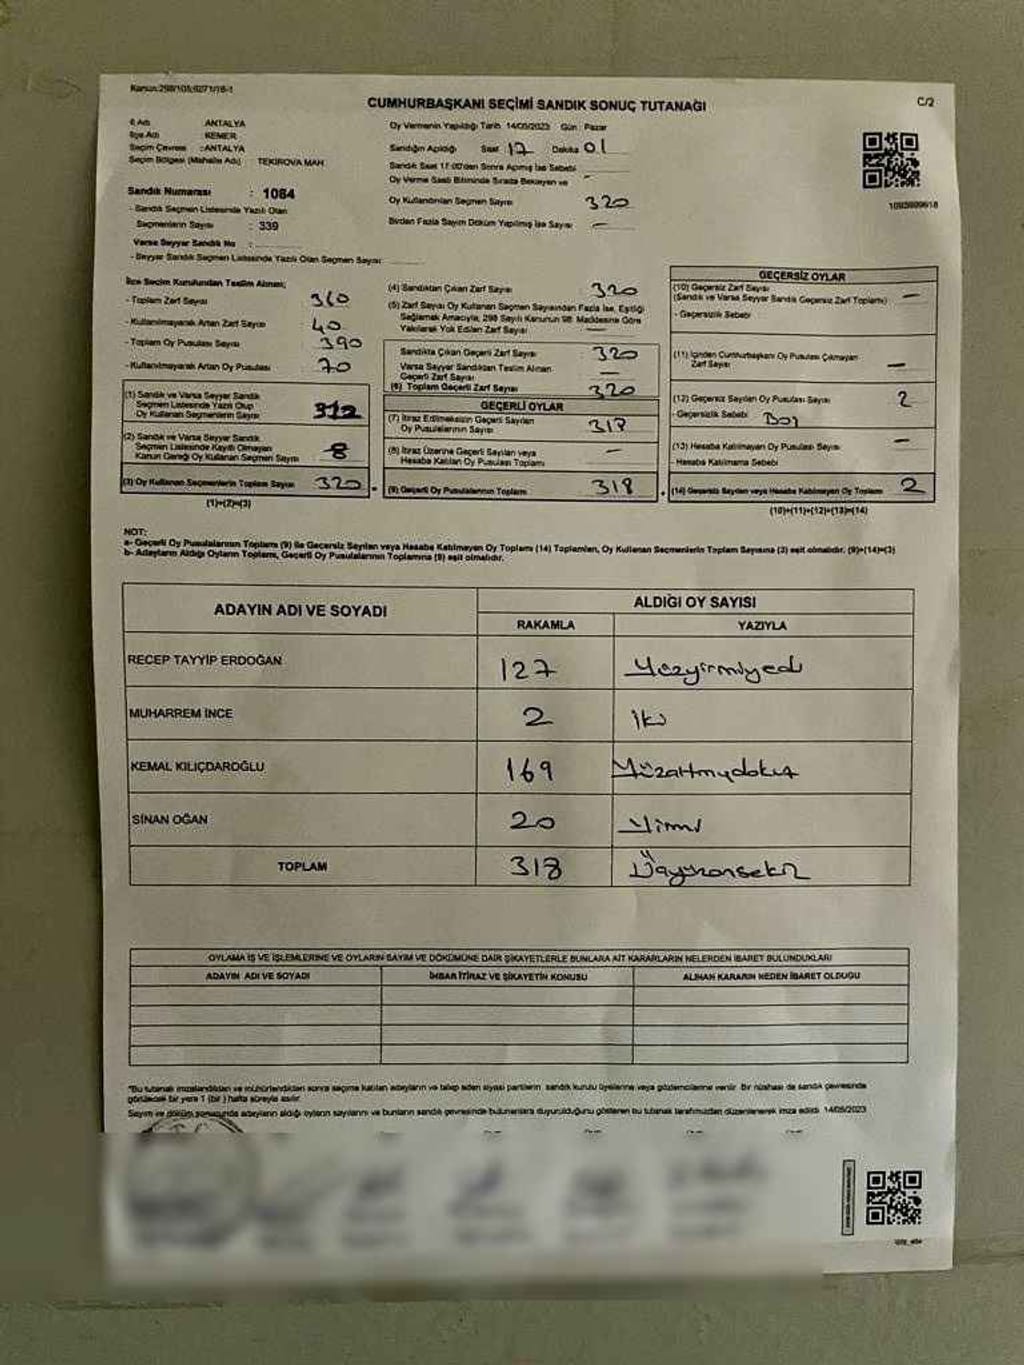 Kanun:298/105;6271/16-1
CUMHURBAŞKANI SEÇİMİ SANDIK SONUÇ TUTANAĞI
C/2
İl Adı ANTALYA
İlçe Adı KEMER
Seçim Çevresi :ANTALYA
Seçim Bölgesi (Mahalle Adı) TEKİROVA MAH
Oy Vermenin Yapıldığı Tarih 14/05/2023 Gün : Pazar
Sandığın Açıldığı Saat 17 Dakika 01
Sandık Saat 17:00'den Sonra Açılmış İse Sebebi
Oy Verme Saati Bitiminde Sırada Bekleyen ve —
Oy Kullandırılan Seçmen Sayısı 320
Birden Fazla Sayım Döküm Yapılmış İse Sayısı —
Sandık Numarası : 1084
- Sandık Seçmen Listesinde Yazılı Olan
Seçmenlerin Sayısı : 339
Varsa Seyyar Sandık No :
- Seyyar Sandık Seçmen Listesinde Yazılı Olan Seçmen Sayısı
İlçe Seçim Kurulundan Teslim Alınan;
- Toplam Zarf Sayısı 360
- Kullanılmayarak Artan Zarf Sayısı 40
- Toplam Oy Pusulası Sayısı 390
- Kullanılmayarak Artan Oy Pusulası 70
(1) Sandık ve Varsa Seyyar Sandık
Seçmen Listesinde Yazılı Olup
Oy Kullanan Seçmenlerin Sayısı 312
(2) Sandık ve Varsa Seyyar Sandık
Seçmen Listesinde Kayıtlı Olmayan
Kanun Gereği Oy Kullanan Seçmen Sayısı 8
(3) Oy Kullanan Seçmenlerin Toplam Sayısı 320
(1)+(2)=(3)
(4) Sandıktan Çıkan Zarf Sayısı 320
(5) Zarf Sayısı Oy Kullanan Seçmen Sayısından Fazla İse, Eşitliği
Sağlamak Amacıyla, 298 Sayılı Kanunun 98. Maddesine Göre
Yakılarak Yok Edilen Zarf Sayısı —
Sandıkta Çıkan Geçerli Zarf Sayısı 320
Varsa Seyyar Sandıktan Teslim Alınan
Geçerli Zarf Sayısı —
(6) Toplam Geçerli Zarf Sayısı 320
GEÇERLİ OYLAR
(7) İtiraz Edilmeksizin Geçerli Sayılan
Oy Pusulalarının Sayısı 318
(8) İtiraz Üzerine Geçerli Sayılan veya
Hesaba Katılan Oy Pusulası Toplamı —
(9) Geçerli Oy Pusulalarının Toplamı 318
GEÇERSİZ OYLAR
(10) Geçersiz Zarf Sayısı —
(Sandık ve Varsa Seyyar Sandık Geçersiz Zarf Toplamı)
- Geçersizlik Sebebi
(11) İçinden Cumhurbaşkanı Oy Pusulası Çıkmayan
Zarf Sayısı —
(12) Geçersiz Sayılan Oy Pusulası Sayısı 2
- Geçersizlik Sebebi Boş
(13) Hesaba Katılmayan Oy Pusulası Sayısı —
- Hesaba Katılmama Sebebi
(14) Geçersiz Sayılan veya Hesaba Katılmayan Oy Toplamı 2
(10)+(11)+(12)+(13)=(14)
NOT:
a- Geçerli Oy Pusulalarının Toplamı (9) ile Geçersiz Sayılan veya Hesaba Katılmayan Oy Toplamı (14) Toplamları, Oy Kullanan Seçmenlerin Toplam Sayısına (3) eşit olmalıdır. (9)+(14)=(3)
b- Adayların Aldığı Oyların Toplamı, Geçerli Oy Pusulalarının Toplamına (9) eşit olmalıdır.
ADAYIN ADI VE SOYADI ALDIĞI OY SAYISI
RAKAMLA YAZIYLA
RECEP TAYYİP ERDOĞAN 127 Yüzyirmiyedi
MUHARREM İNCE 2 iki
KEMAL KILIÇDAROĞLU 169 Yüzaltmışdokuz
SİNAN OĞAN 20 Yirmi
TOPLAM 318 Üçyüzonsekiz
OYLAMA İŞ VE İŞLEMLERİNE VE OYLARIN SAYIM VE DÖKÜMÜNE DAİR ŞİKAYETLERLE BUNLARA AİT KARARLARIN NELERDEN İBARET BULUNDUKLARI
ADAYIN ADI VE SOYADI İHBAR İTİRAZ VE ŞİKAYETİN KONUSU ALINAN KARARIN NEDEN İBARET OLDUĞU
"Bu tutanak imzalandıktan ve mühürlendikten sonra seçime katılan adayların ve talep eden siyasi partilerin, sandık kurulu üyelerine veya gözlemcilerine verilir. Bir nüshası da sandık çevresinde
görülecek bir yere 1 (bir) hafta süreyle asılır.
Sayım ve döküm sonucunda adayların aldığı oyların sayılarını ve bunların sandık çevresinde bulunanlara duyurulduğunu gösteren bu tutanak tarafımızdan düzenlenerek imza edildi. 14/05/2023